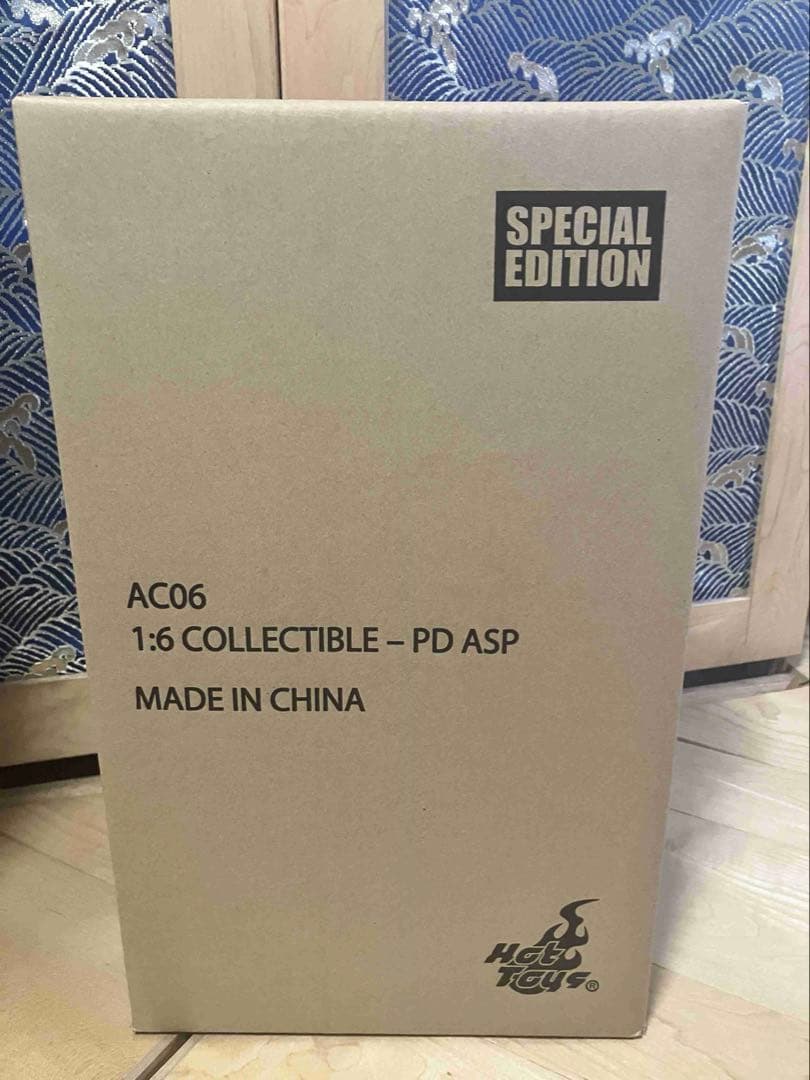 SPECIAL
EDITION
AC06
1:6 COLLECTIBLE – PD ASP
MADE IN CHINA
Hot
Toys®